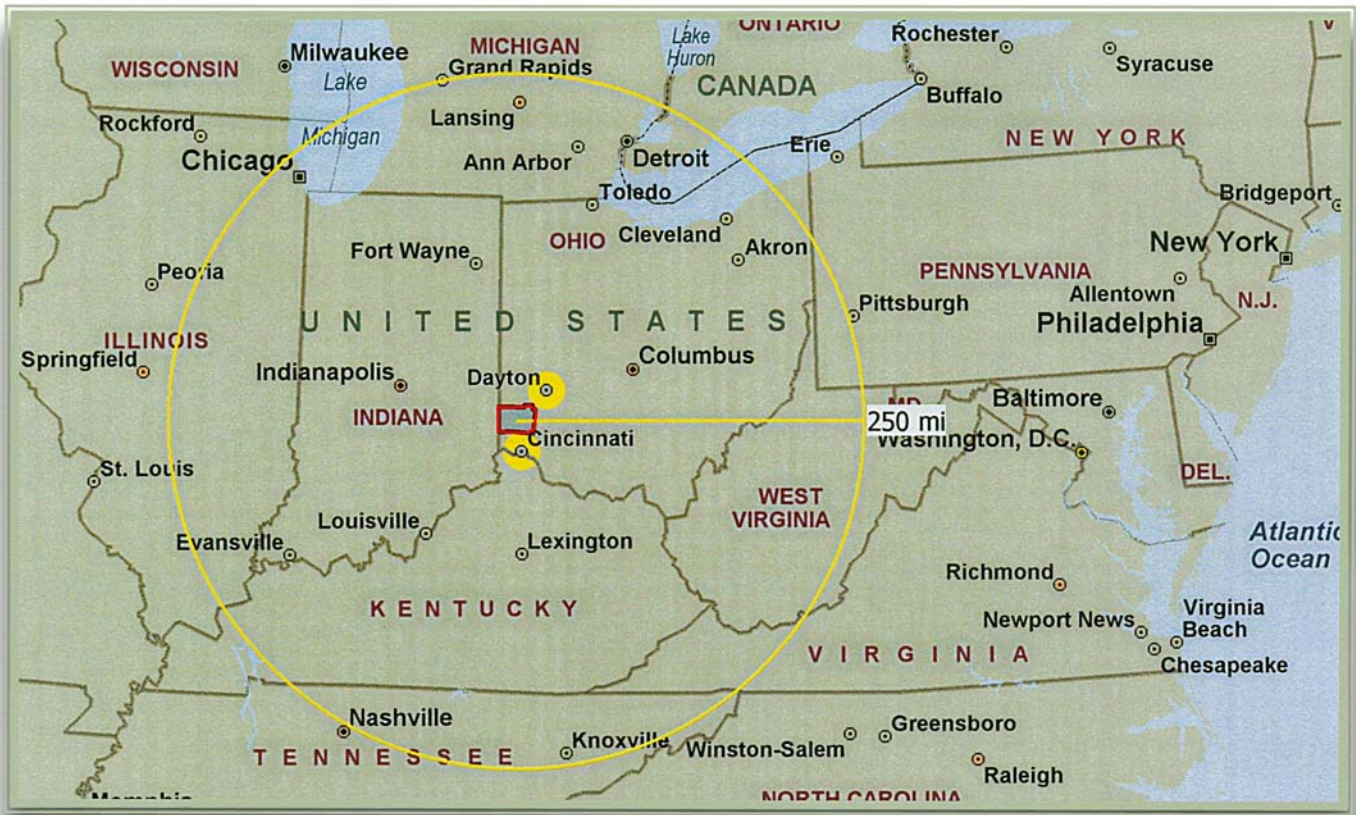 ONTARIO
V
Milwaukee
MICHIGAN
Lake
Huron
Rochester
WISCONSIN
Lake
Grand Rapids
CANADA
Syracuse
Buffalo
Lansing
Rockford
Michigan
NEW YORK
Chicago
Ann Arbor
Detroit
Erie
Toledo
Bridgeport
Fort Wayne
OHIO
Cleveland
Akron
New York
Peoria
PENNSYLVANIA
Allentown
N.J.
Pittsburgh
UNITED STATES
Philadelphia
ILLINOIS
Springfield
Indianapolis
Dayton
Columbus
INDIANA
MD.
Baltimore
250 mi
Cincinnati
Washington, D.C.
St. Louis
DEL.
WEST
VIRGINIA
Louisville
Evansville
Lexington
Atlantic
Ocean
Richmond
KENTUCKY
Newport News
Virginia
Beach
VIRGINIA
Chesapeake
Nashville
Greensboro
Knoxville
Winston-Salem
TENNESSEE
Raleigh
Memphis
NORTH CAROLINA